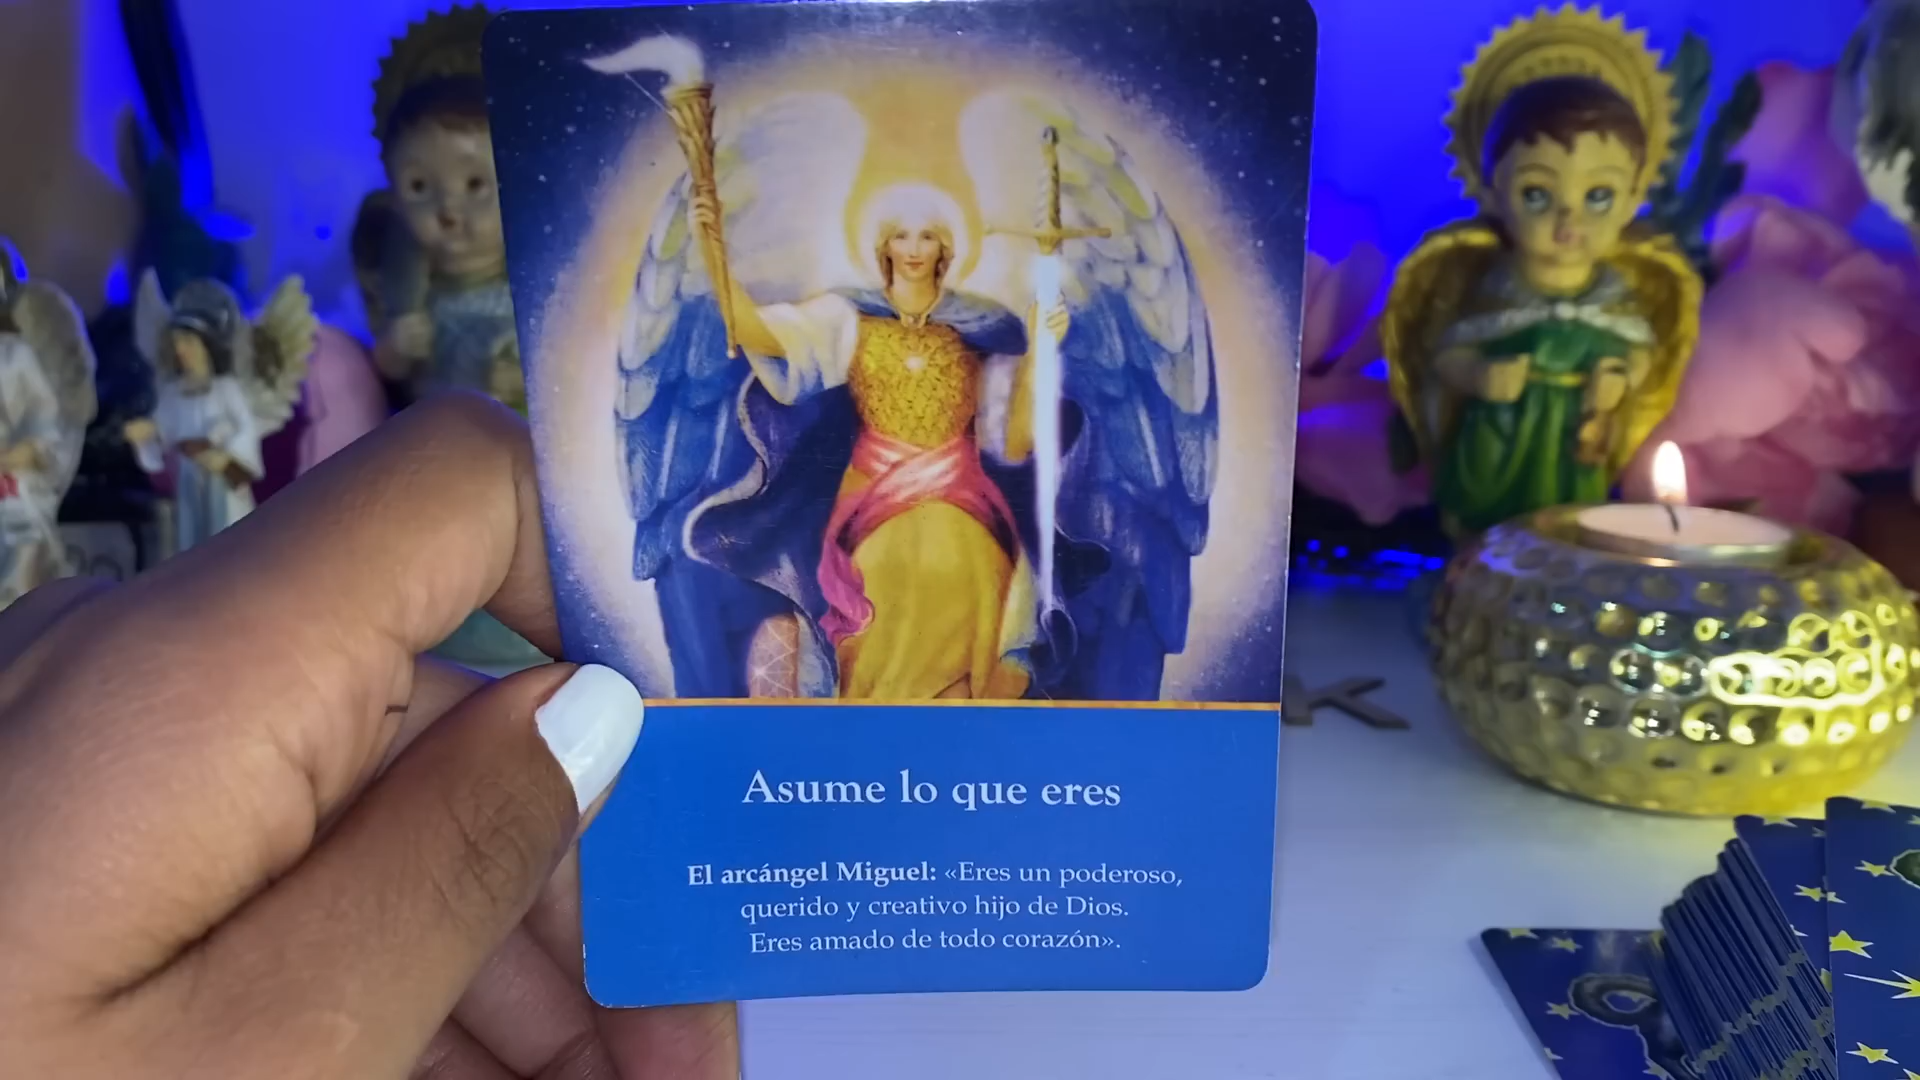 Asume lo que eres
El arcángel Miguel: «Eres un poderoso,
querido y creativo hijo de Dios.
Eres amado de todo corazón».
K